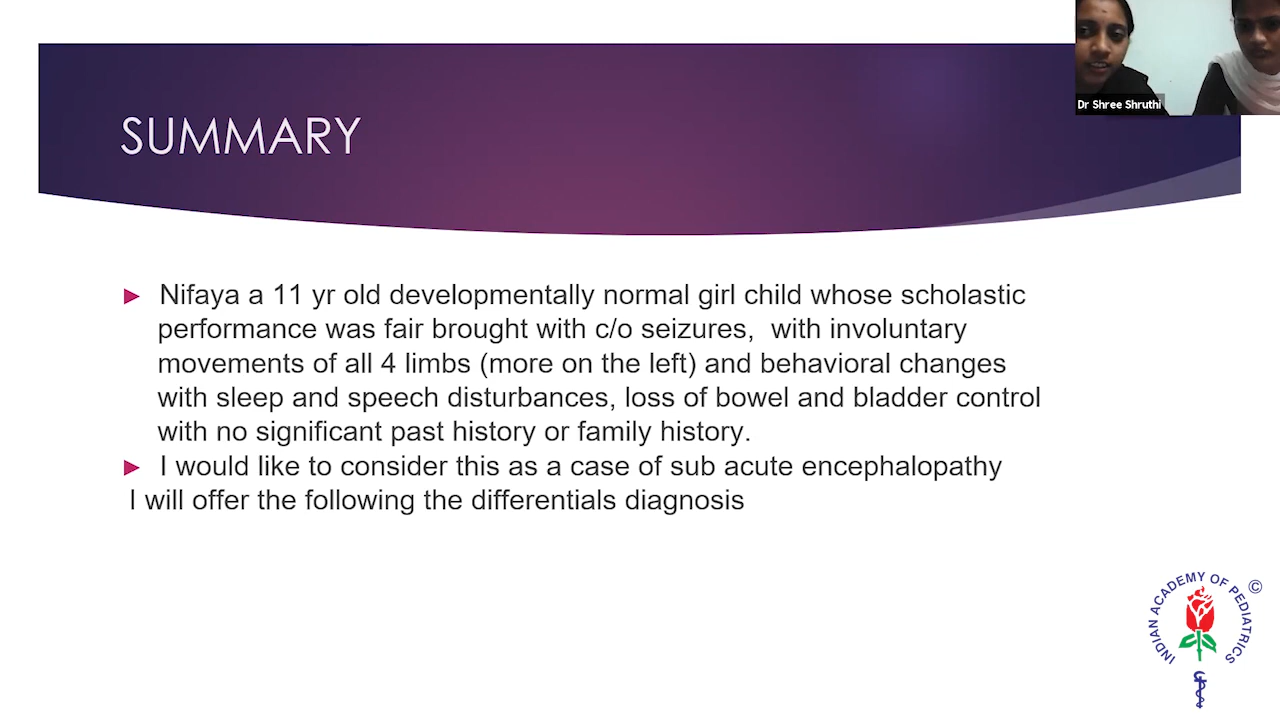 Dr Shree Shruthi
SUMMARY
► Nifaya a 11 yr old developmentally normal girl child whose scholastic
performance was fair brought with c/o seizures, with involuntary
movements of all 4 limbs (more on the left) and behavioral changes
with sleep and speech disturbances, loss of bowel and bladder control
with no significant past history or family history.
► I would like to consider this as a case of sub acute encephalopathy
I will offer the following the differentials diagnosis
INDIAN ACADEMY OF PEDIATRICS
©